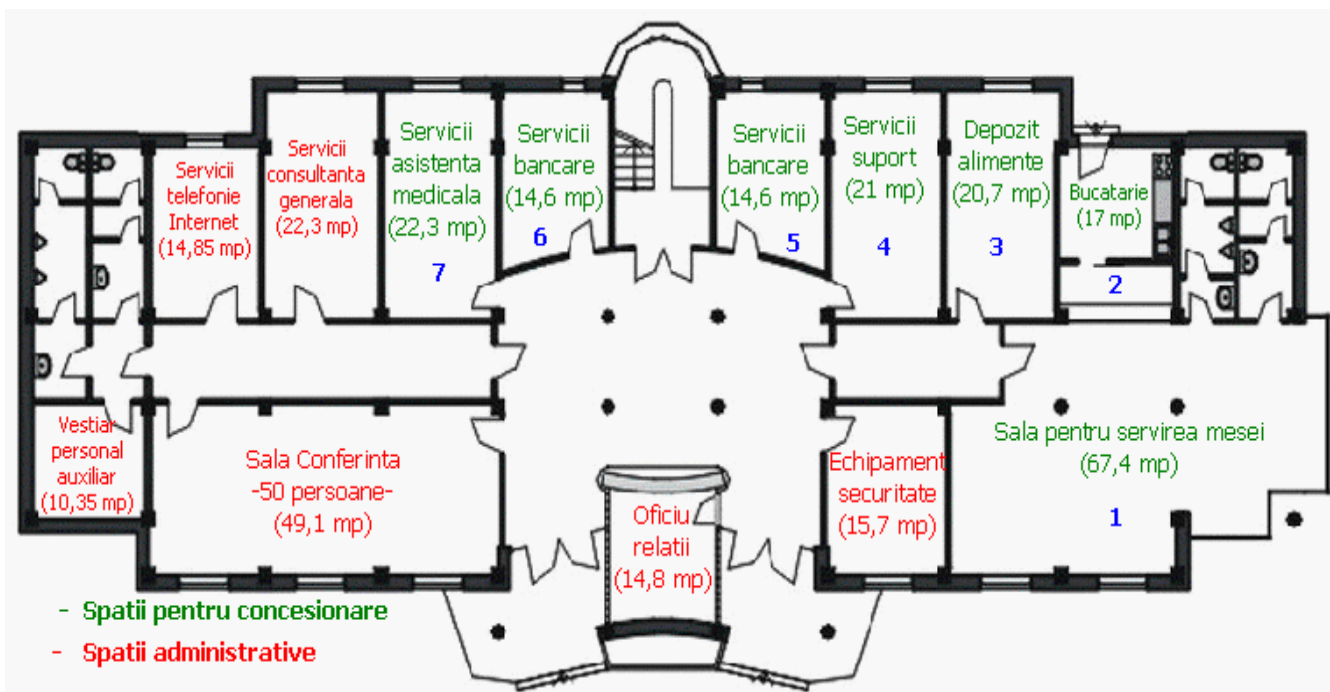 Servicii
telefonie
Internet
(14,85 mp)
Servicii
consultanta
generala
(22,3 mp)
Servicii
asistenta
medicala
(22,3 mp)
7
Servicii
bancare
(14,6 mp)
6
Servicii
bancare
(14,6 mp)
5
Servicii
suport
(21 mp)
4
Depozit
alimente
(20,7 mp)
3
Bucatarie
(17 mp)
2
Vestiar
personal
auxiliar
(10,35 mp)
Sala Conferinta
-50 persoane-
(49,1 mp)
Oficiu
relatii
(14,8 mp)
Echipament
securitate
(15,7 mp)
Sala pentru servirea mesei
(67,4 mp)
1
- Spatii pentru concesionare
- Spatii administrative